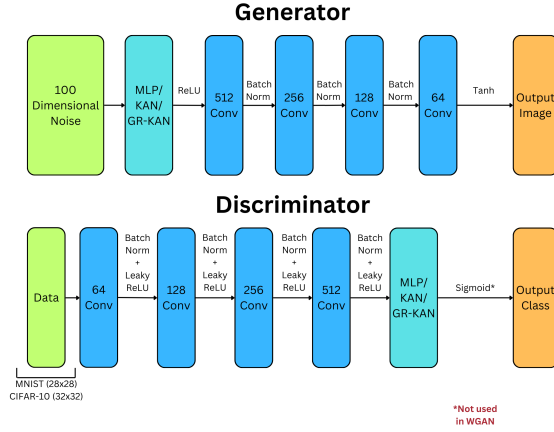 Generator
100
Dimensional
Noise
MLP/
KAN/
GR-KAN
ReLU
512
Conv
Batch
Norm
256
Conv
Batch
Norm
128
Conv
Batch
Norm
64
Conv
Tanh
Output
Image
Discriminator
Data
64
Conv
Batch
Norm
+
Leaky
ReLU
128
Conv
Batch
Norm
+
Leaky
ReLU
256
Conv
Batch
Norm
+
Leaky
ReLU
512
Conv
Batch
Norm
+
Leaky
ReLU
MLP/
KAN/
GR-KAN
Sigmoid*
Output
Class
MNIST (28x28)
CIFAR-10 (32x32)
*Not used
in WGAN